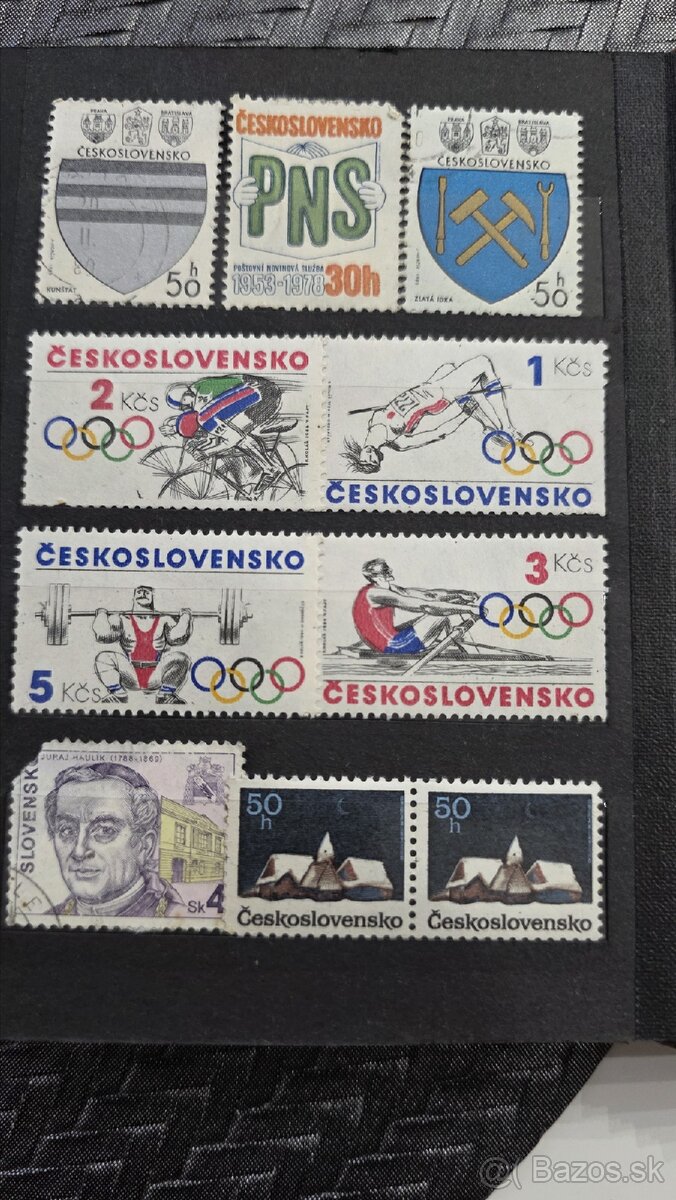 PRAHA BRATISLAVA
ČESKOSLOVENSKO
50 h
KUNŠTÁT
ČESKOSLOVENSKO
PNS
POŠTOVNÍ NOVINOVÁ SLUŽBA
1953-1978 30h
PRAHA BRATISLAVA
ČESKOSLOVENSKO
50 h
ZLATÁ IDKA
ČESKOSLOVENSKO
2 Kčs
76
1 Kčs
ČESKOSLOVENSKO
ČESKOSLOVENSKO
5 Kčs
3 Kčs
ČESKOSLOVENSKO
JURAJ HAULÍK (1788-1869)
SLOVENSKO
Sk 4
50 h
Československo
50 h
Československo
@ Bazos.sk